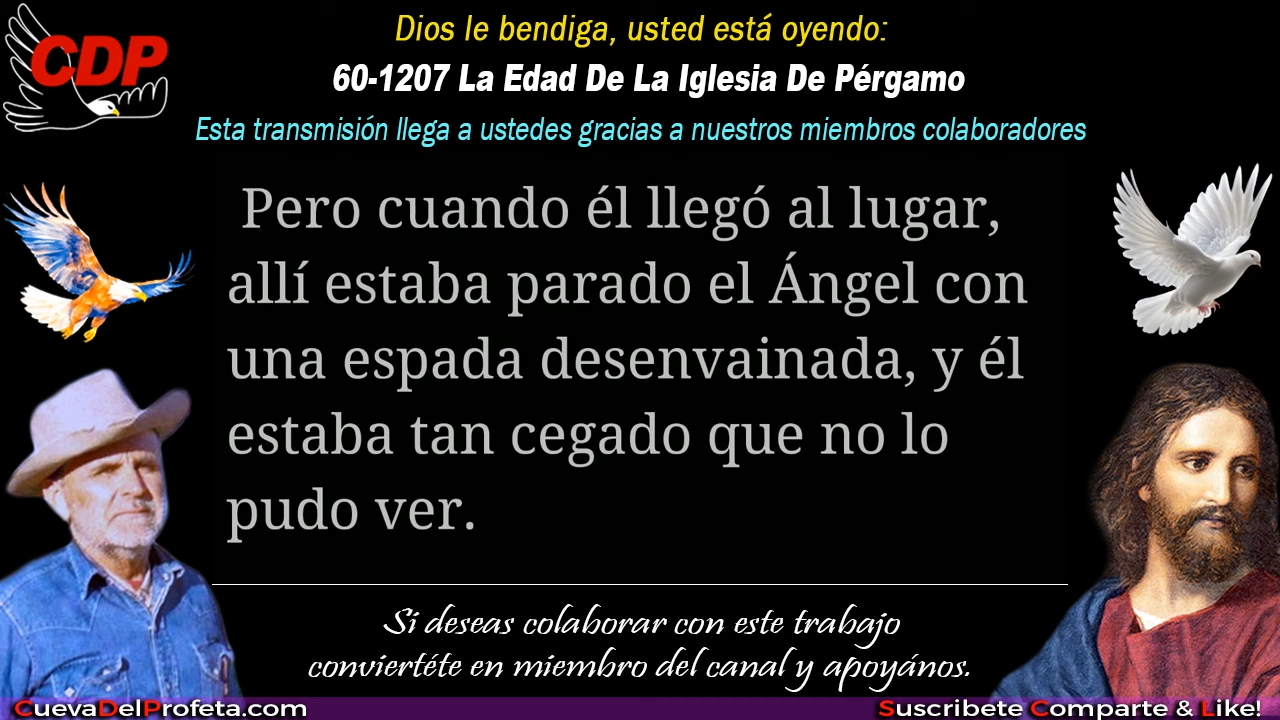 CDP
Dios le bendiga, usted está oyendo:
60-1207 La Edad De La Iglesia De Pérgamo
Esta transmisión llega a ustedes gracias a nuestros miembros colaboradores
Pero cuando él llegó al lugar,
allí estaba parado el Ángel con
una espada desenvainada, y él
estaba tan cegado que no lo
pudo ver.
Si deseas colaborar con este trabajo
conviertéte en miembro del canal y apoyános.
CuevaDelProfeta.com
Suscribete Comparte & Like!